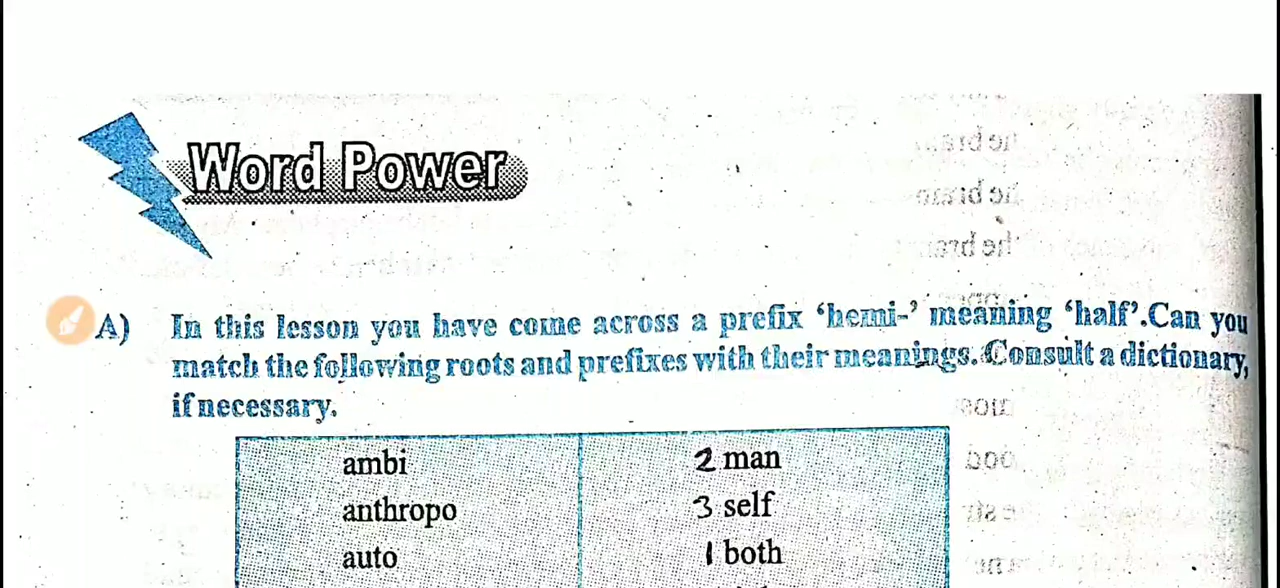 Word Power
A) In this lesson you have come across a prefix ‘hemi-’ meaning ‘half’.Can you
match the following roots and prefixes with their meanings. Consult a dictionary,
if necessary.
ambi 2 man
anthropo 3 self
auto 1 both